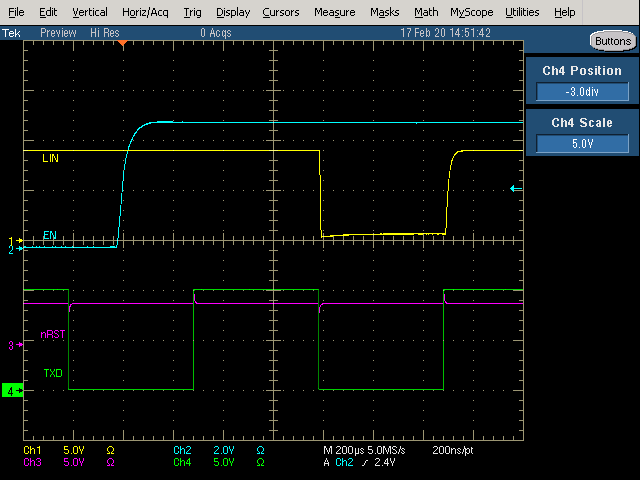 File Edit Vertical Horiz/Acq Trig Display Cursors Measure Masks Math MyScope Utilities Help
Tek Preview Hi Res 0 Acqs 17 Feb 20 14:51:42
Buttons
Ch4 Position
-3.0div
Ch4 Scale
5.0V
LIN
EN
1
2
nRST
3
TXD
4
Ch1 5.0V Ω Ch2 2.0V Ω M 200µs 5.0MS/s 200ns/pt
Ch3 5.0V Ω Ch4 5.0V Ω A Ch2 ∕ 2.4V